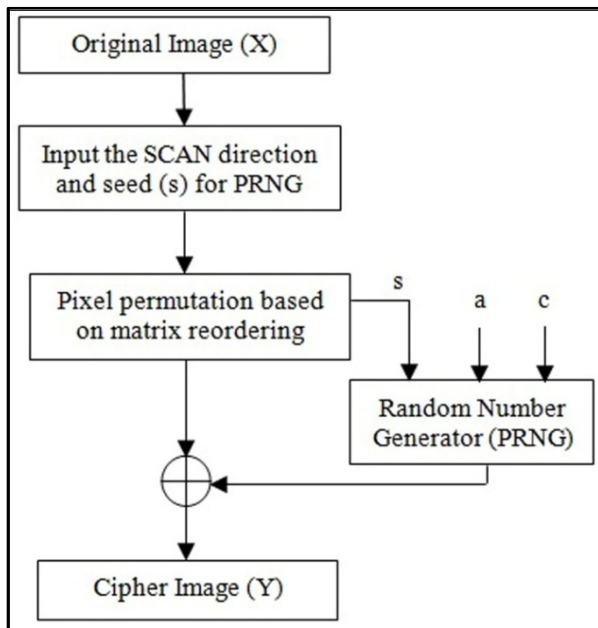 Original Image (X)
Input the SCAN direction
and seed (s) for PRNG
Pixel permutation based
on matrix reordering
s
a
c
Random Number
Generator (PRNG)
Cipher Image (Y)